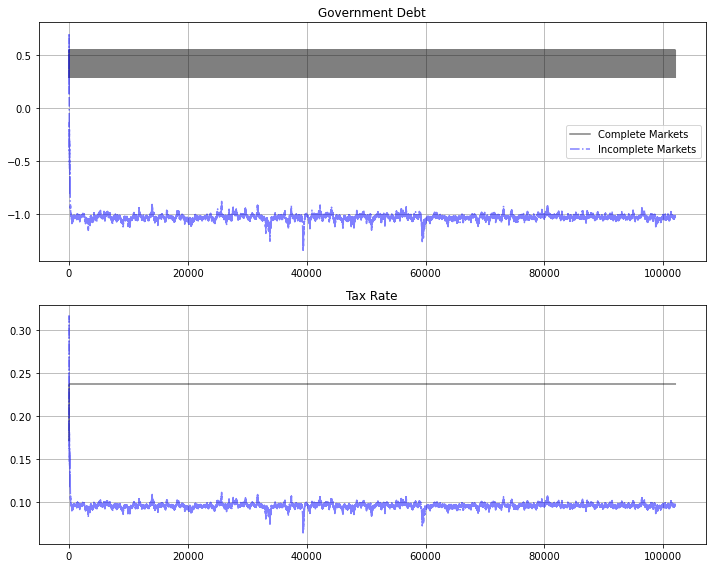 Government Debt
0.5
0.0
−0.5
−1.0
Complete Markets
Incomplete Markets
0 20000 40000 60000 80000 100000
Tax Rate
0.30
0.25
0.20
0.15
0.10
0 20000 40000 60000 80000 100000